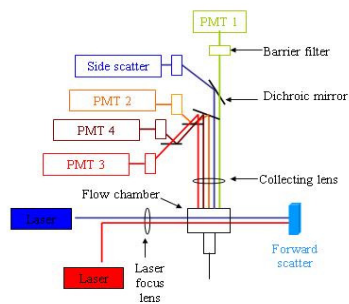 PMT 1
Barrier filter
Side scatter
Dichroic mirror
PMT 2
PMT 4
PMT 3
Collecting lens
Flow chamber
Laser
Forward
scatter
Laser
Laser
focus
lens